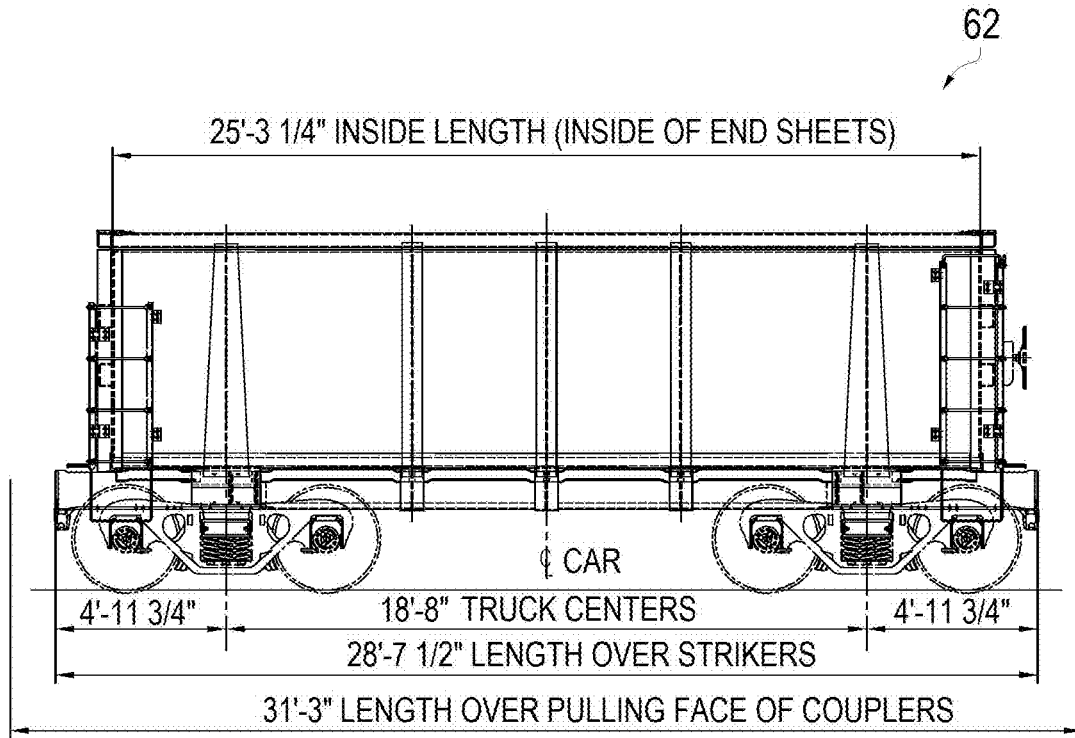 62
25'-3 1/4" INSIDE LENGTH (INSIDE OF END SHEETS)
℄ CAR
4'-11 3/4" 18'-8" TRUCK CENTERS 4'-11 3/4"
28'-7 1/2" LENGTH OVER STRIKERS
31'-3" LENGTH OVER PULLING FACE OF COUPLERS